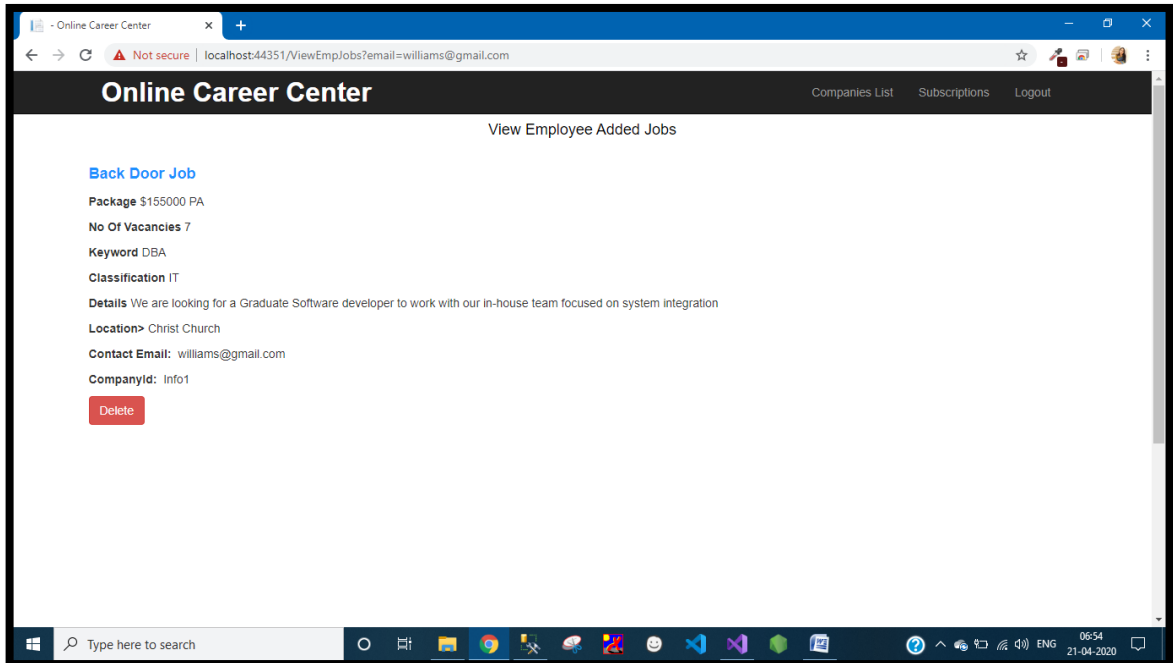 - Online Career Center
Not secure | localhost:44351/ViewEmpJobs?email=williams@gmail.com
Online Career Center
Companies List
Subscriptions
Logout
View Employee Added Jobs
Back Door Job
Package $155000 PA
No Of Vacancies 7
Keyword DBA
Classification IT
Details We are looking for a Graduate Software developer to work with our in-house team focused on system integration
Location> Christ Church
Contact Email: williams@gmail.com
CompanyId: Info1
Delete
Type here to search
ENG
06:54
21-04-2020